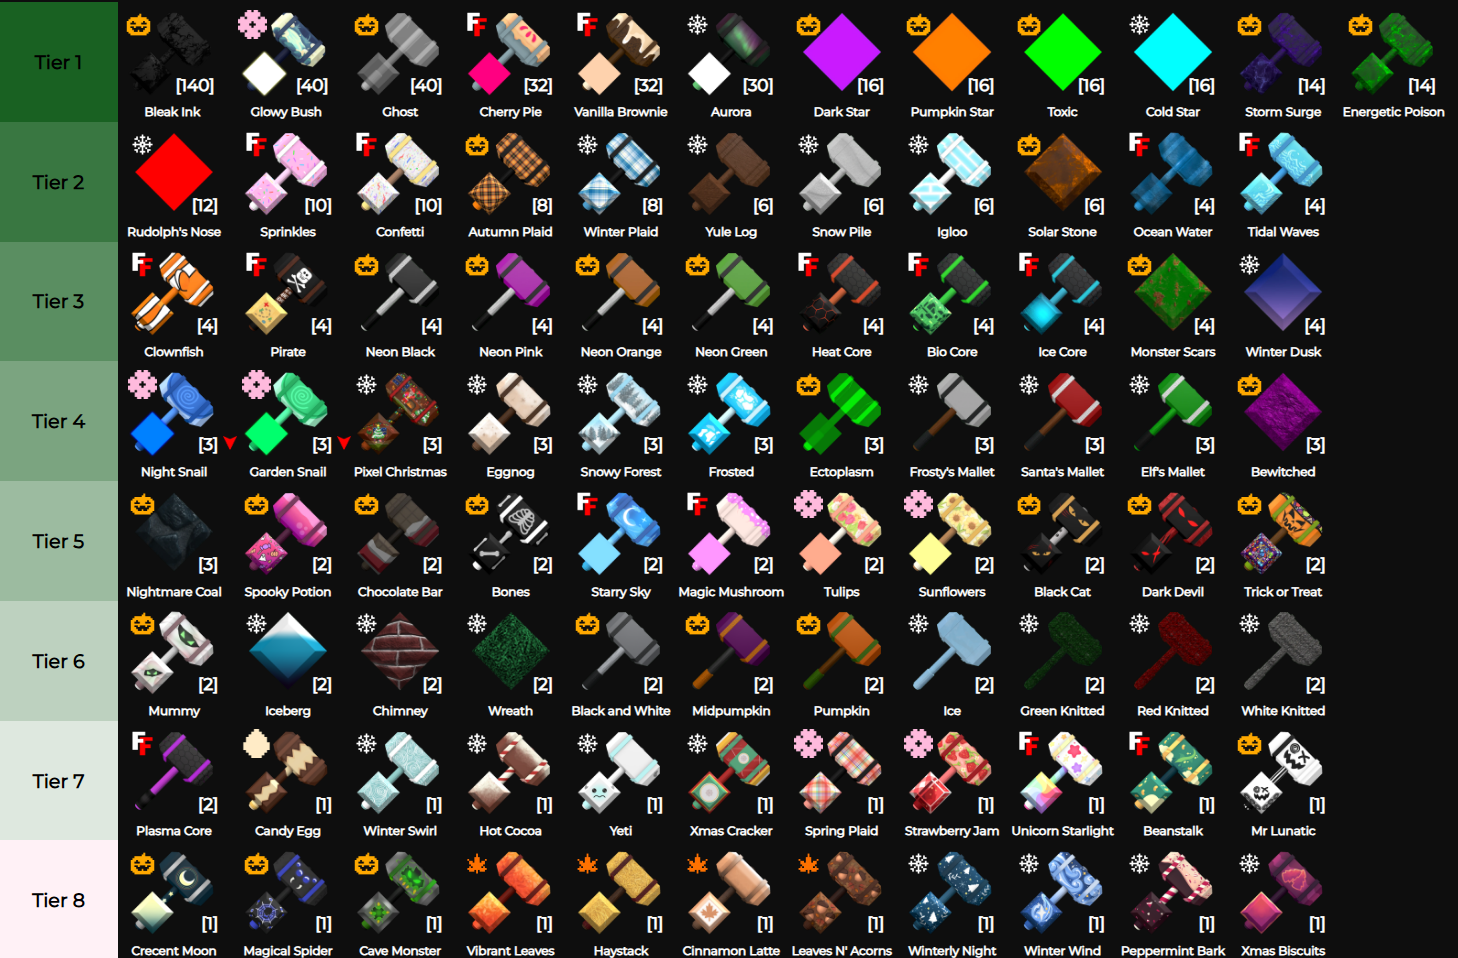 Tier 1
[140] [40] [40] [32] [32] [30] [16] [16] [16] [16] [14] [14]
Bleak Ink Glowy Bush Ghost Cherry Pie Vanilla Brownie Aurora Dark Star Pumpkin Star Toxic Cold Star Storm Surge Energetic Poison
Tier 2
[12] [10] [10] [8] [8] [6] [6] [6] [6] [4] [4]
Rudolph's Nose Sprinkles Confetti Autumn Plaid Winter Plaid Yule Log Snow Pile Igloo Solar Stone Ocean Water Tidal Waves
Tier 3
[4] [4] [4] [4] [4] [4] [4] [4] [4] [4] [4]
Clownfish Pirate Neon Black Neon Pink Neon Orange Neon Green Heat Core Bio Core Ice Core Monster Scars Winter Dusk
Tier 4
[3] [3] [3] [3] [3] [3] [3] [3] [3] [3] [3]
Night Snail Garden Snail Pixel Christmas Eggnog Snowy Forest Frosted Ectoplasm Frosty's Mallet Santa's Mallet Elf's Mallet Bewitched
Tier 5
[3] [2] [2] [2] [2] [2] [2] [2] [2] [2] [2]
Nightmare Coal Spooky Potion Chocolate Bar Bones Starry Sky Magic Mushroom Tulips Sunflowers Black Cat Dark Devil Trick or Treat
Tier 6
[2] [2] [2] [2] [2] [2] [2] [2] [2] [2] [2]
Mummy Iceberg Chimney Wreath Black and White Midpumpkin Pumpkin Ice Green Knitted Red Knitted White Knitted
Tier 7
[2] [1] [1] [1] [1] [1] [1] [1] [1] [1] [1]
Plasma Core Candy Egg Winter Swirl Hot Cocoa Yeti Xmas Cracker Spring Plaid Strawberry Jam Unicorn Starlight Beanstalk Mr Lunatic
Tier 8
[1] [1] [1] [1] [1] [1] [1] [1] [1] [1] [1]
Crecent Moon Magical Spider Cave Monster Vibrant Leaves Haystack Cinnamon Latte Leaves N' Acorns Winterly Night Winter Wind Peppermint Bark Xmas Biscuits